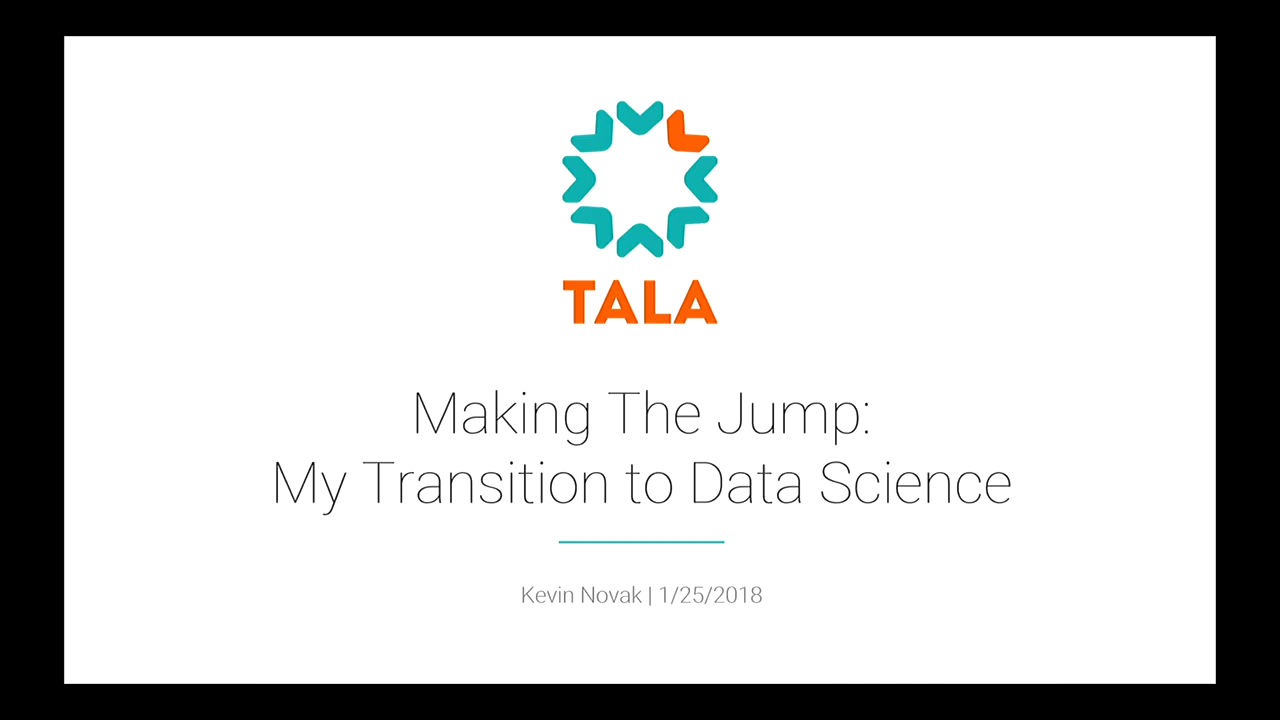 TALA
Making The Jump:
My Transition to Data Science
Kevin Novak | 1/25/2018